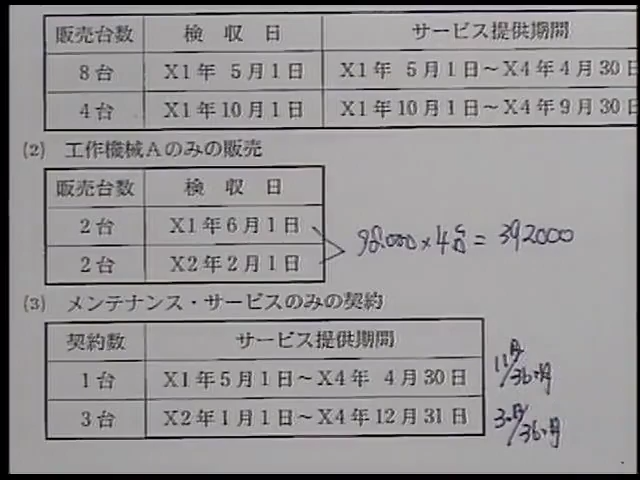 販売台数 検収日 サービス提供期間
8台 X1年 5月1日 X1年 5月1日～X4年4月30日
4台 X1年10月1日 X1年10月1日～X4年9月30日
(2) 工作機械Aのみの販売
販売台数 検収日
2台 X1年6月1日
2台 X2年2月1日
98000×4台=392000
(3) メンテナンス・サービスのみの契約
契約数 サービス提供期間
1台 X1年5月1日～X4年 4月30日
11月/36ヶ月
3台 X2年1月1日～X4年12月31日
3ヶ月/36ヶ月